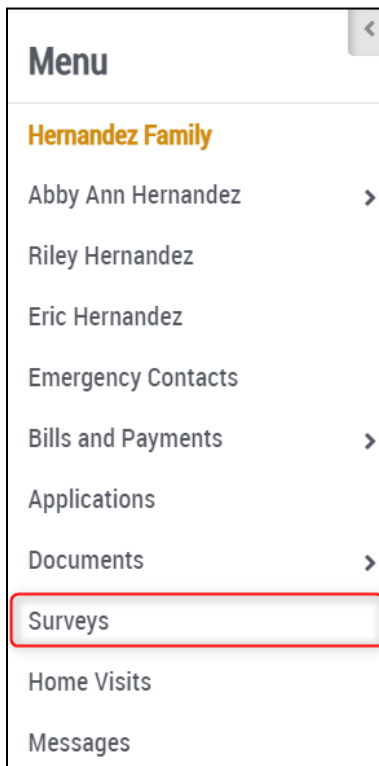 Menu
Hernandez Family
Abby Ann Hernandez
Riley Hernandez
Eric Hernandez
Emergency Contacts
Bills and Payments
Applications
Documents
Surveys
Home Visits
Messages